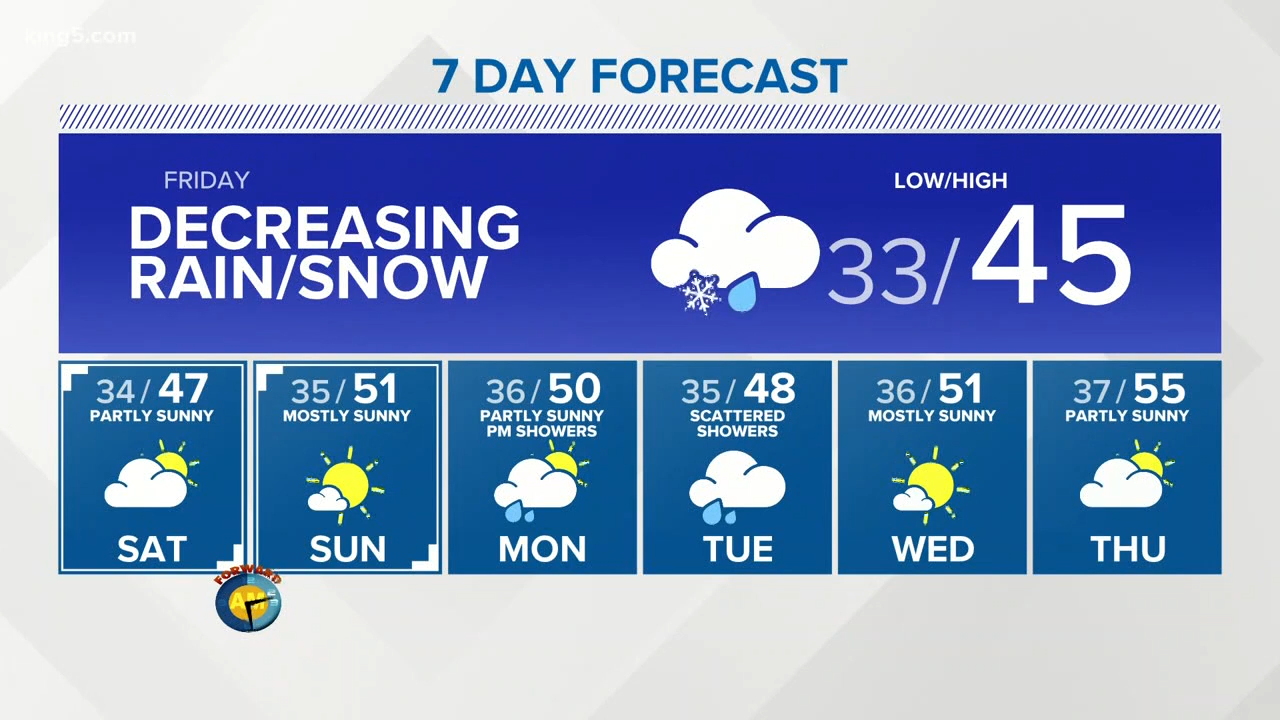 king5.com
7 DAY FORECAST
FRIDAY
DECREASING
RAIN/SNOW
LOW/HIGH
33/45
34/47
PARTLY SUNNY
SAT
35/51
MOSTLY SUNNY
SUN
36/50
PARTLY SUNNY
PM SHOWERS
MON
35/48
SCATTERED
SHOWERS
TUE
36/51
MOSTLY SUNNY
WED
37/55
PARTLY SUNNY
THU
FORWARD
12
AM